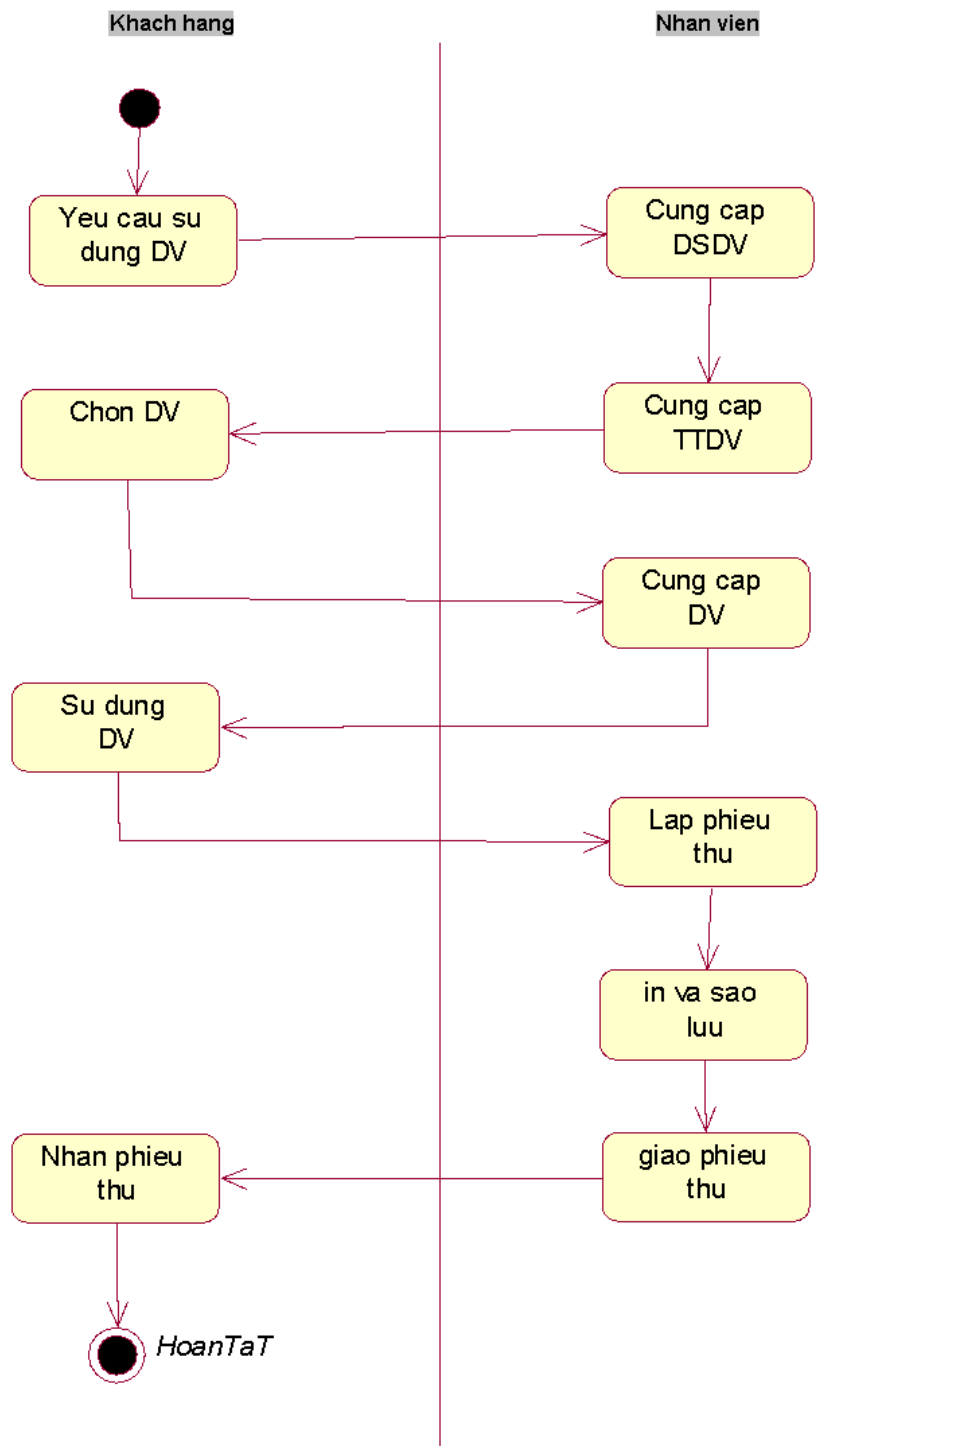 Khach hang
Nhan vien
Yeu cau su
dung DV
Cung cap
DSDV
Chon DV
Cung cap
TTDV
Cung cap
DV
Su dung
DV
Lap phieu
thu
in va sao
luu
Nhan phieu
thu
giao phieu
thu
HoanTaT